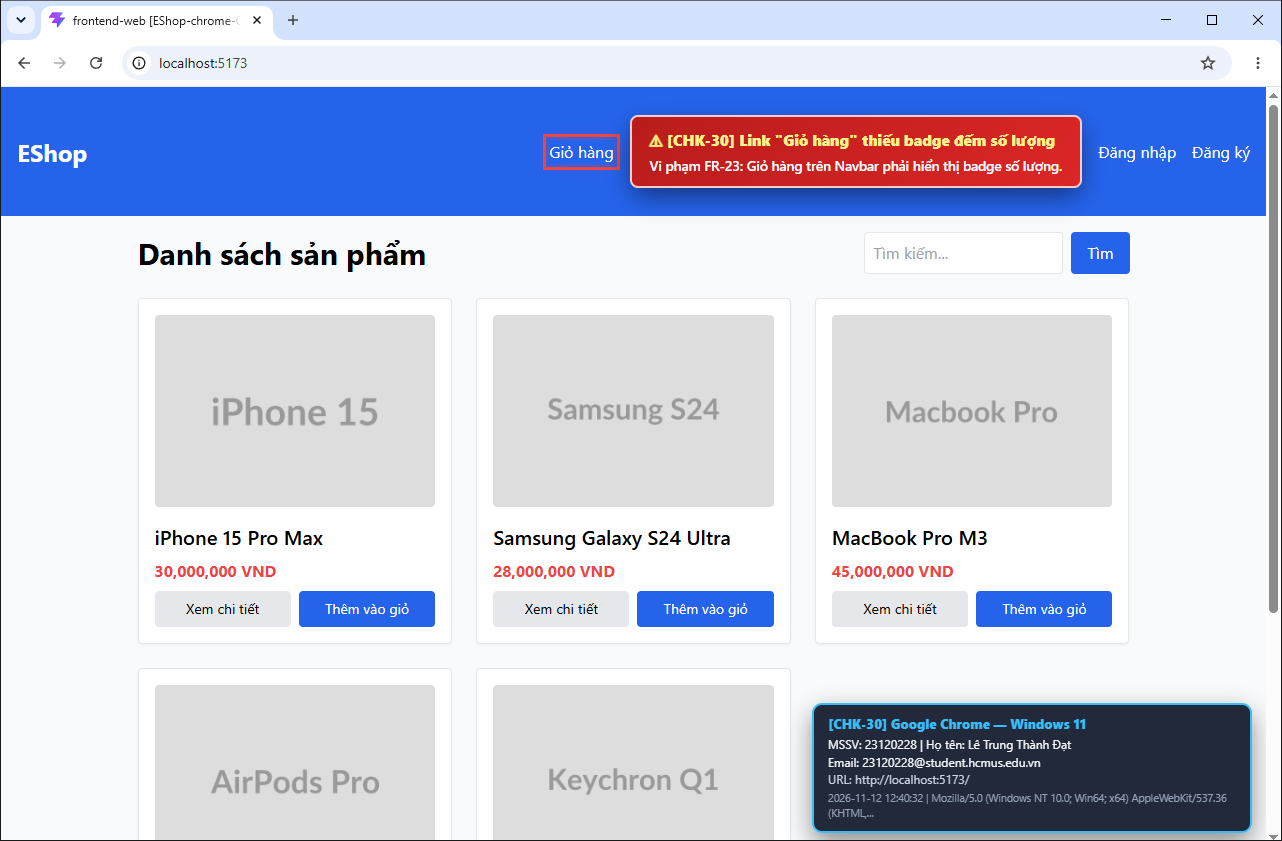 frontend-web [EShop-chrome-
localhost:5173
EShop
Giỏ hàng
⚠ [CHK-30] Link "Giỏ hàng" thiếu badge đếm số lượng
Vi phạm FR-23: Giỏ hàng trên Navbar phải hiển thị badge số lượng.
Đăng nhập
Đăng ký
Danh sách sản phẩm
Tìm kiếm...
Tìm
iPhone 15
Samsung S24
Macbook Pro
iPhone 15 Pro Max
Samsung Galaxy S24 Ultra
MacBook Pro M3
30,000,000 VND
28,000,000 VND
45,000,000 VND
Xem chi tiết
Thêm vào giỏ
Xem chi tiết
Thêm vào giỏ
Xem chi tiết
Thêm vào giỏ
AirPods Pro
Keychron Q1
[CHK-30] Google Chrome — Windows 11
MSSV: 23120228 | Họ tên: Lê Trung Thành Đạt
Email: 23120228@student.hcmus.edu.vn
URL: http://localhost:5173/
2026-11-12 12:40:32 | Mozilla/5.0 (Windows NT 10.0; Win64; x64) AppleWebKit/537.36
(KHTML,...